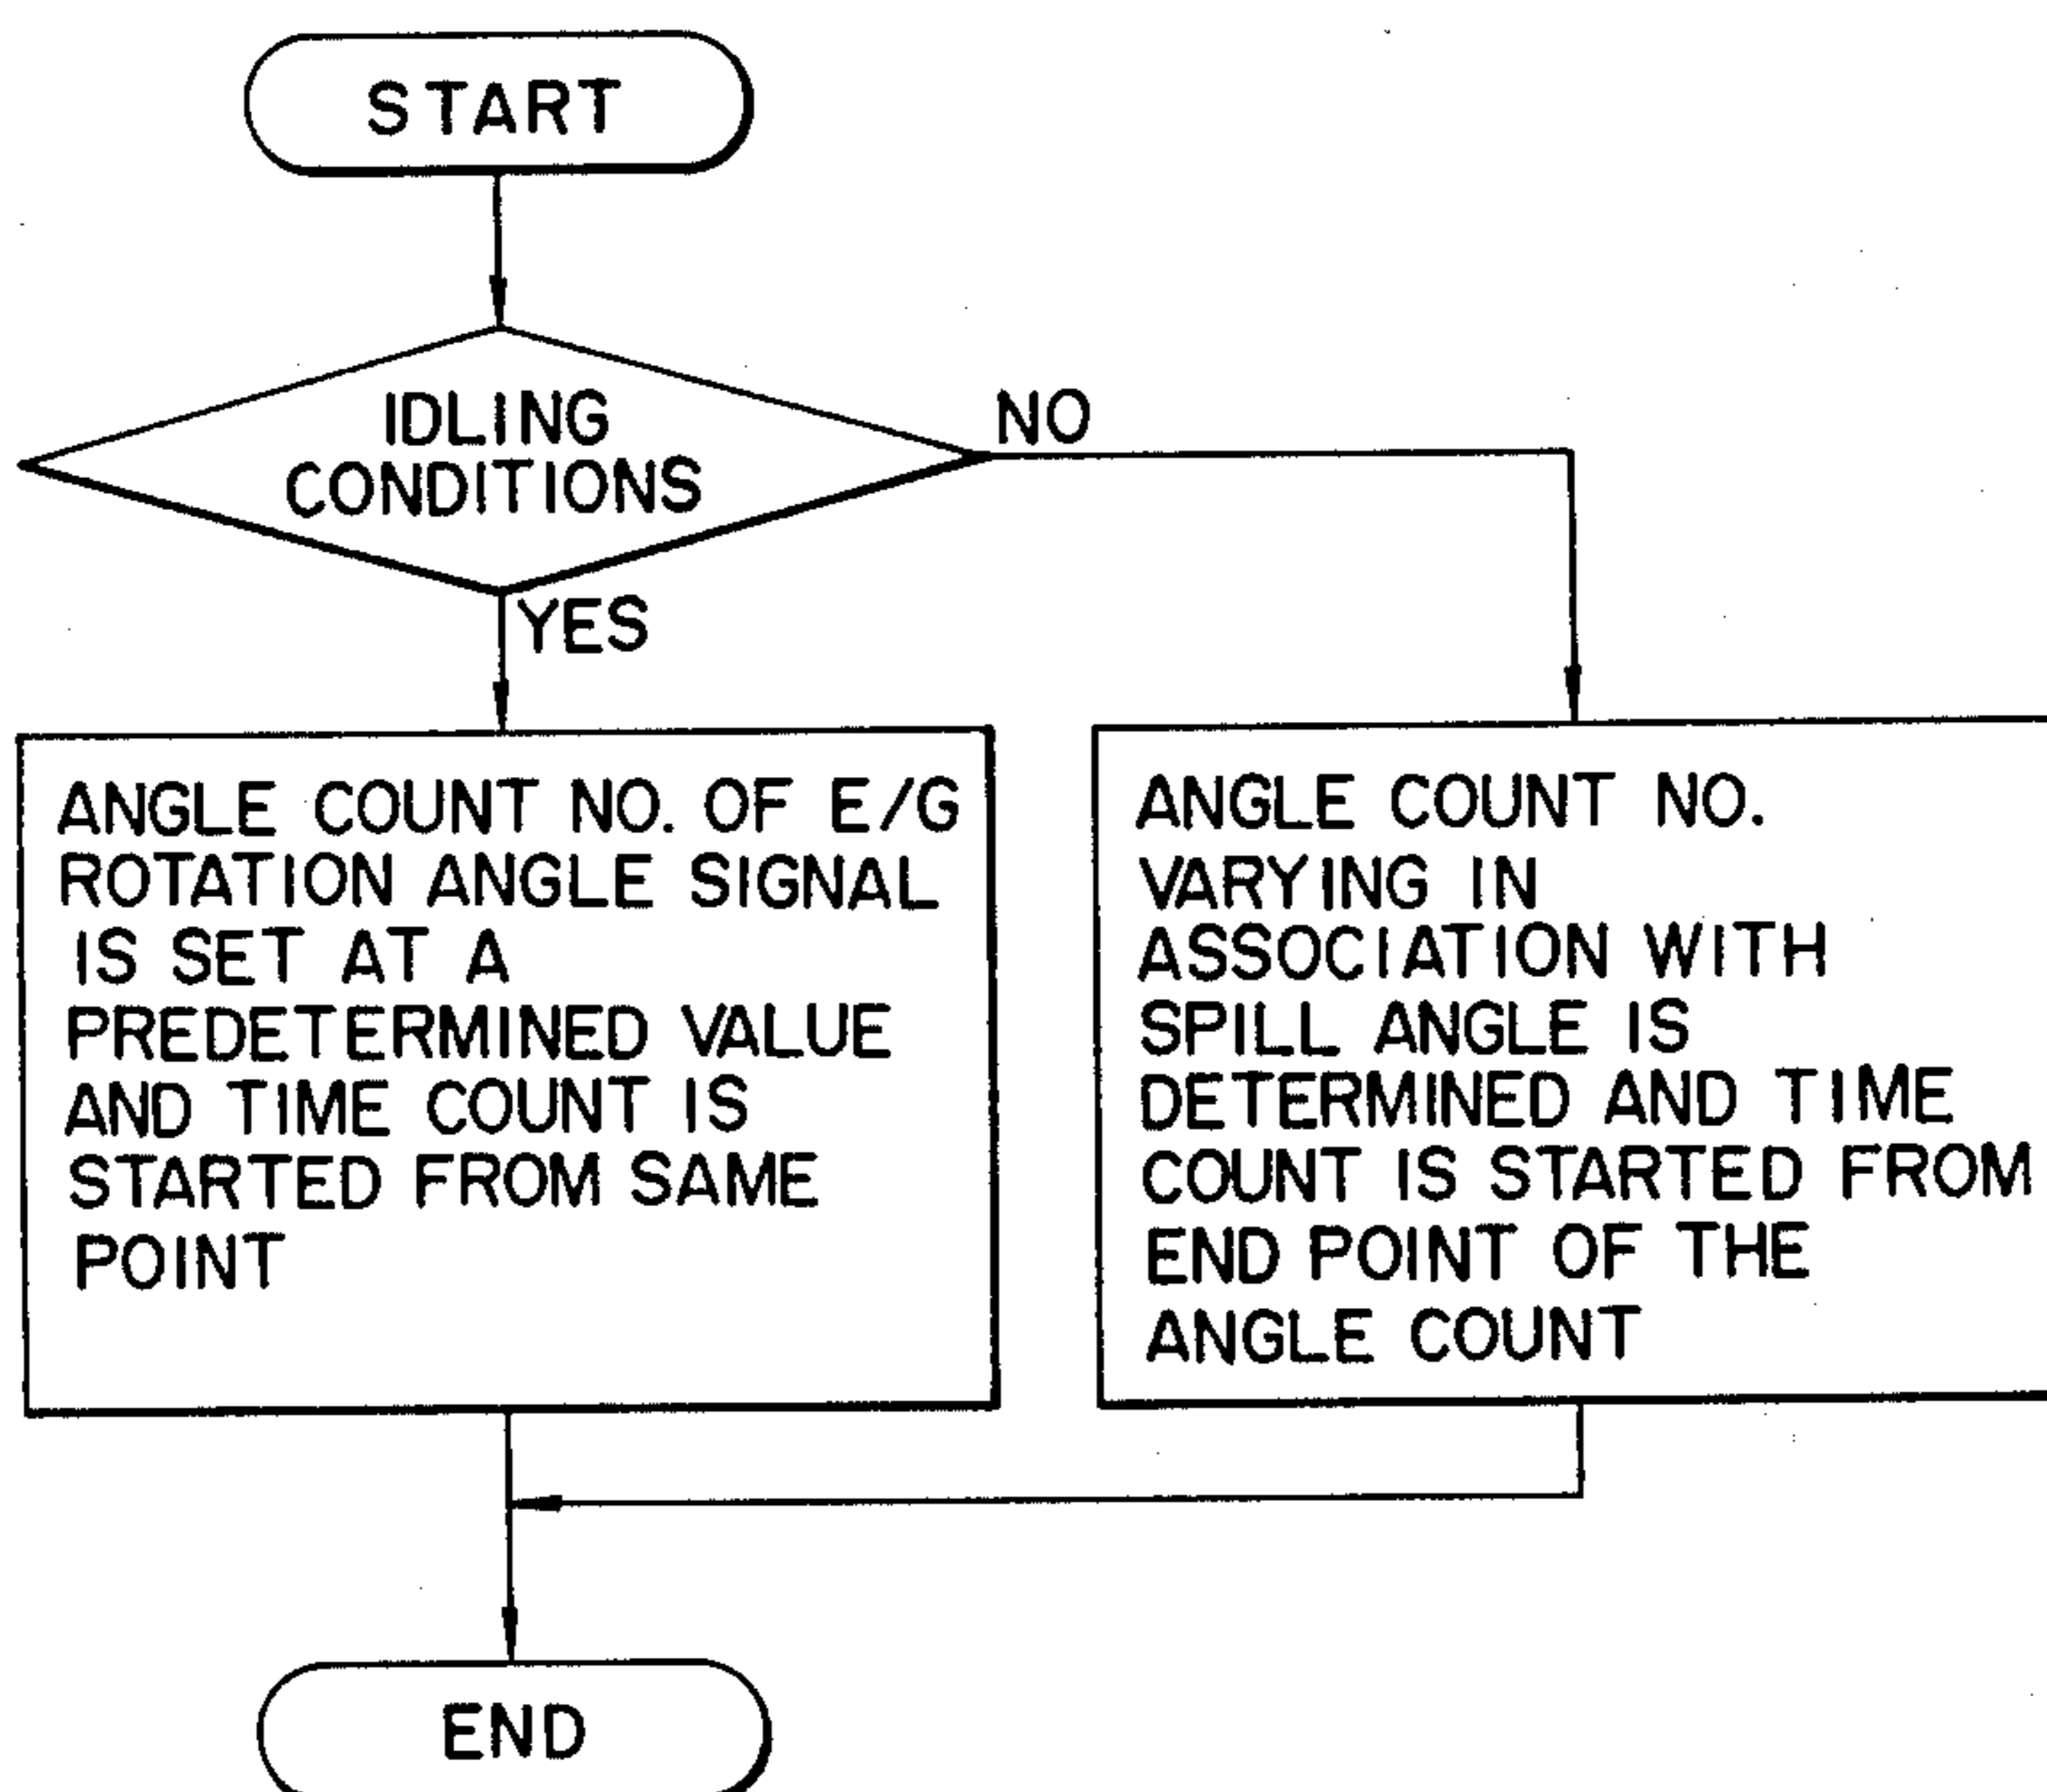 START
IDLING
CONDITIONS
NO
YES
ANGLE COUNT NO. OF E/G
ROTATION ANGLE SIGNAL
IS SET AT A
PREDETERMINED VALUE
AND TIME COUNT IS
STARTED FROM SAME
POINT
ANGLE COUNT NO.
VARYING IN
ASSOCIATION WITH
SPILL ANGLE IS
DETERMINED AND TIME
COUNT IS STARTED FROM
END POINT OF THE
ANGLE COUNT
END